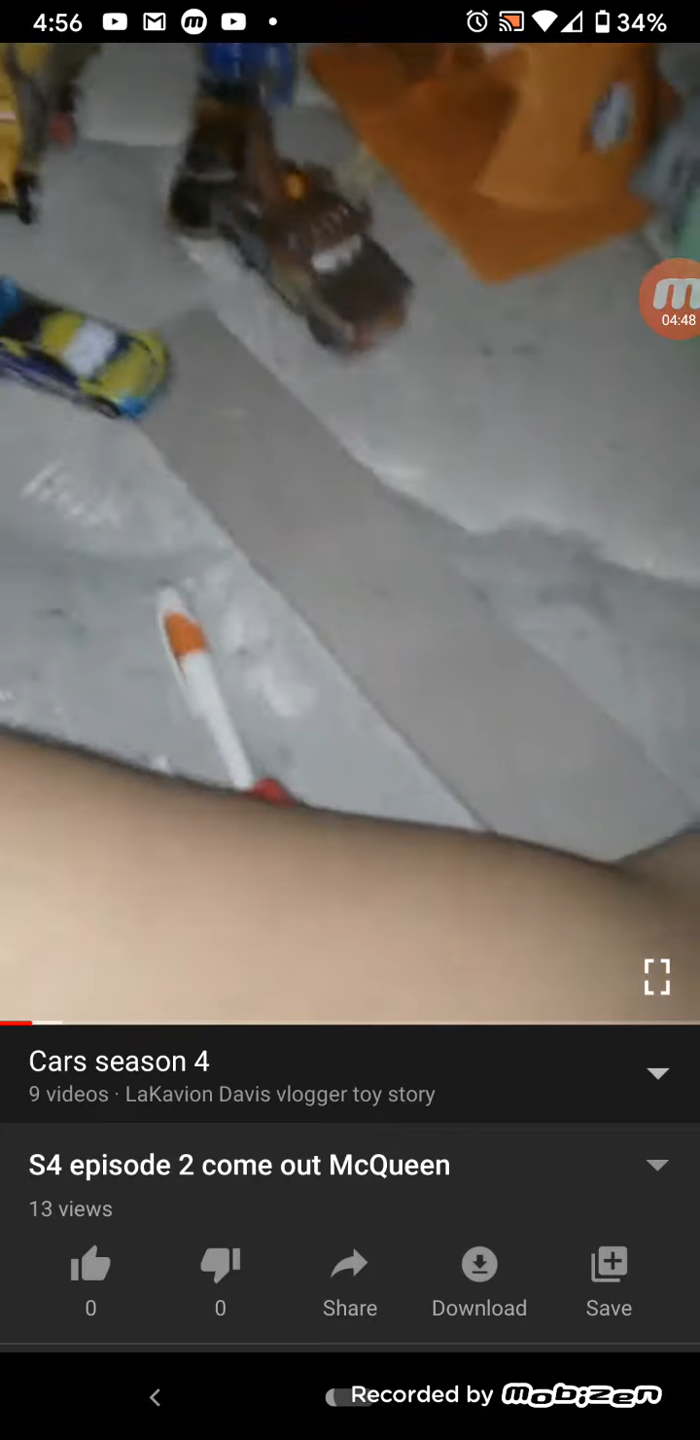 4:56
34%
04:48
Cars season 4
9 videos · LaKavion Davis vlogger toy story
S4 episode 2 come out McQueen
13 views
0
0
Share
Download
Save
Recorded by mobizen